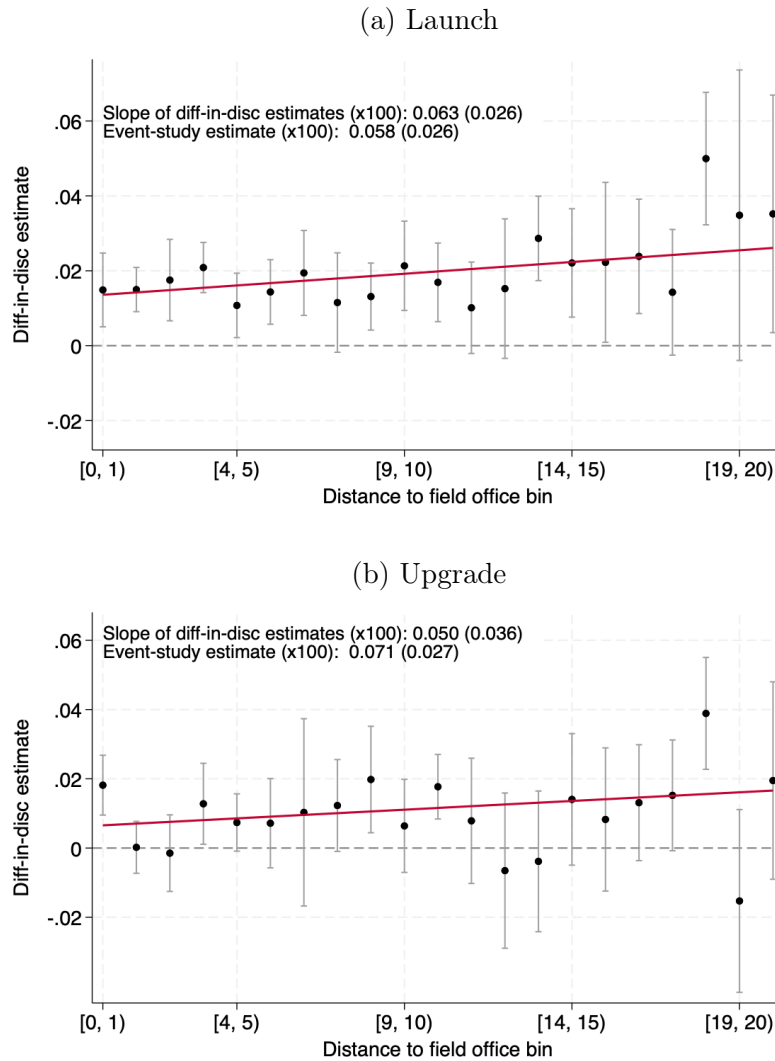 (a) Launch
Slope of diff-in-disc estimates (x100): 0.063 (0.026)
Event-study estimate (x100): 0.058 (0.026)
.06
.04
.02
0
-.02
Diff-in-disc estimate
[0, 1)
[4, 5)
[9, 10)
[14, 15)
[19, 20)
Distance to field office bin
(b) Upgrade
Slope of diff-in-disc estimates (x100): 0.050 (0.036)
Event-study estimate (x100): 0.071 (0.027)
.06
.04
.02
0
-.02
Diff-in-disc estimate
[0, 1)
[4, 5)
[9, 10)
[14, 15)
[19, 20)
Distance to field office bin